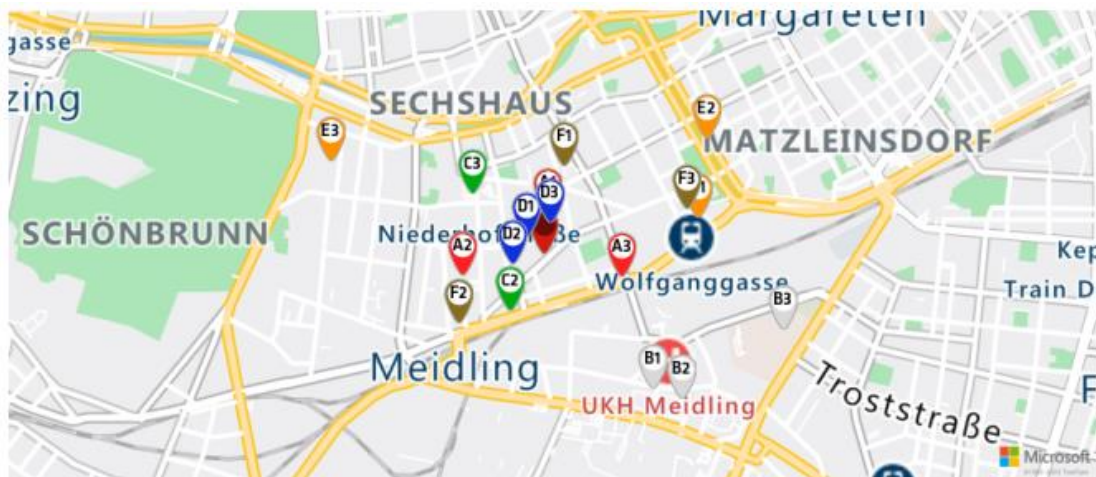 Margareten
gasse
zing
SECHSHAUS
E2
E3
F1
MATZLEINSDORF
C3
F3
D3
D1
SCHÖNBRUNN
D2
A2
A3
Wolfganggasse
Kep
C2
F2
B3
Train D
Meidling
B1
B2
UKH Meidling
Troststraße
F
Microsoft